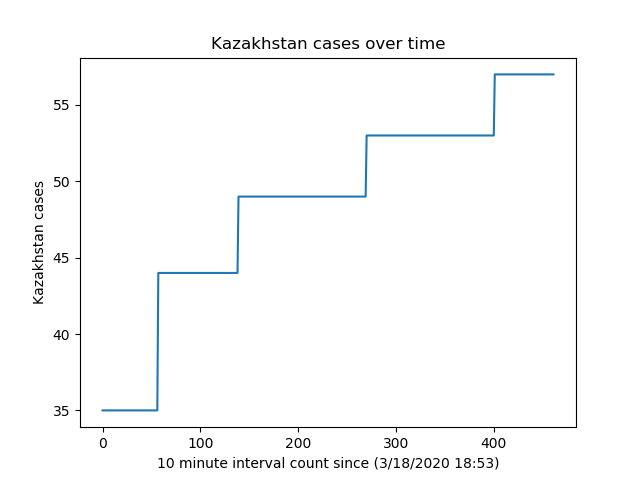 Kazakhstan cases over time
Kazakhstan cases
55
50
45
40
35
0 100 200 300 400
10 minute interval count since (3/18/2020 18:53)